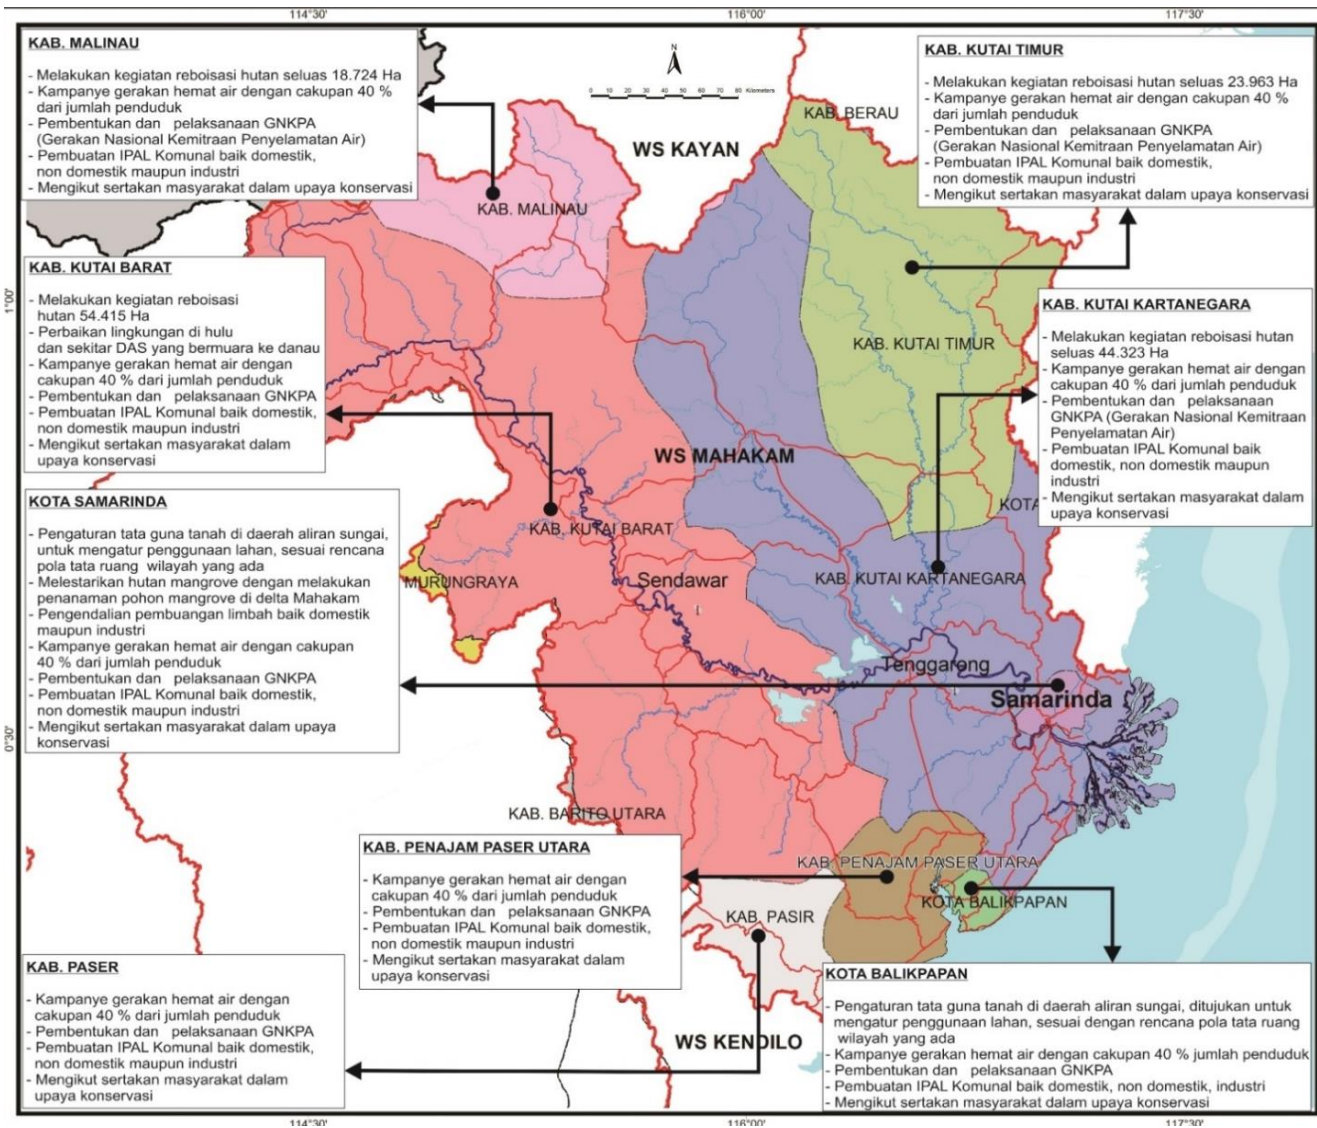 114°30'
116°00'
117°30'
KAB. MALINAU
- Melakukan kegiatan reboisasi hutan seluas 18.724 Ha
- Kampanye gerakan hemat air dengan cakupan 40 %
dari jumlah penduduk
- Pembentukan dan pelaksanaan GNKPA
(Gerakan Nasional Kemitraan Penyelamatan Air)
- Pembuatan IPAL Komunal baik domestik,
non domestik maupun industri
- Mengikut sertakan masyarakat dalam upaya konservasi
N
0 10 20 30 40 50 60 70 80 Kilometers
KAB. KUTAI TIMUR
- Melakukan kegiatan reboisasi hutan seluas 23.963 Ha
- Kampanye gerakan hemat air dengan cakupan 40 %
dari jumlah penduduk
- Pembentukan dan pelaksanaan GNKPA
(Gerakan Nasional Kemitraan Penyelamatan Air)
- Pembuatan IPAL Komunal baik domestik,
non domestik maupun industri
- Mengikut sertakan masyarakat dalam upaya konservasi
KAB. BERAU
WS KAYAN
KAB. MALINAU
KAB. KUTAI BARAT
- Melakukan kegiatan reboisasi
hutan 54.415 Ha
- Perbaikan lingkungan di hulu
dan sekitar DAS yang bermuara ke danau
- Kampanye gerakan hemat air dengan
cakupan 40 % dari jumlah penduduk
- Pembentukan dan pelaksanaan GNKPA
- Pembuatan IPAL Komunal baik domestik,
non domestik maupun industri
- Mengikut sertakan masyarakat dalam
upaya konservasi
1°00'
KAB. KUTAI KARTANEGARA
- Melakukan kegiatan reboisasi hutan
seluas 44.323 Ha
- Kampanye gerakan hemat air dengan
cakupan 40 % dari jumlah penduduk
- Pembentukan dan pelaksanaan
GNKPA (Gerakan Nasional Kemitraan
Penyelamatan Air)
- Pembuatan IPAL Komunal baik
domestik, non domestik maupun
industri
- Mengikut sertakan masyarakat dalam
upaya konservasi
KAB. KUTAI TIMUR
WS MAHAKAM
KOTA
KAB. KUTAI BARAT
KAB. KUTAI KARTANEGARA
MURUNGRAYA
Sendawar
Tenggarong
Samarinda
KOTA SAMARINDA
- Pengaturan tata guna tanah di daerah aliran sungai,
untuk mengatur penggunaan lahan, sesuai rencana
pola tata ruang wilayah yang ada
- Melestarikan hutan mangrove dengan melakukan
penanaman pohon mangrove di delta Mahakam
- Pengendalian pembuangan limbah baik domestik
maupun industri
- Kampanye gerakan hemat air dengan cakupan
40 % dari jumlah penduduk
- Pembentukan dan pelaksanaan GNKPA
- Pembuatan IPAL Komunal baik domestik,
non domestik maupun industri
- Mengikut sertakan masyarakat dalam upaya
konservasi
0°30'
KAB. BARITO UTARA
KAB. PENAJAM PASER UTARA
- Kampanye gerakan hemat air dengan
cakupan 40 % dari jumlah penduduk
- Pembentukan dan pelaksanaan GNKPA
- Pembuatan IPAL Komunal baik domestik,
non domestik maupun industri
- Mengikut sertakan masyarakat dalam
upaya konservasi
KAB. PENAJAM PASER UTARA
KOTA BALIKPAPAN
KAB. PASIR
KAB. PASER
- Kampanye gerakan hemat air dengan
cakupan 40 % dari jumlah penduduk
- Pembentukan dan pelaksanaan GNKPA
- Pembuatan IPAL Komunal baik domestik,
non domestik maupun industri
- Mengikut sertakan masyarakat dalam
upaya konservasi
WS KENDILO
KOTA BALIKPAPAN
- Pengaturan tata guna tanah di daerah aliran sungai, ditujukan untuk
mengatur penggunaan lahan, sesuai dengan rencana pola tata ruang
wilayah yang ada
- Kampanye gerakan hemat air dengan cakupan 40 % jumlah penduduk
- Pembentukan dan pelaksanaan GNKPA
- Pembuatan IPAL Komunal baik domestik, non domestik, industri
- Mengikut sertakan masyarakat dalam upaya konservasi
114°30'
116°00'
117°30'